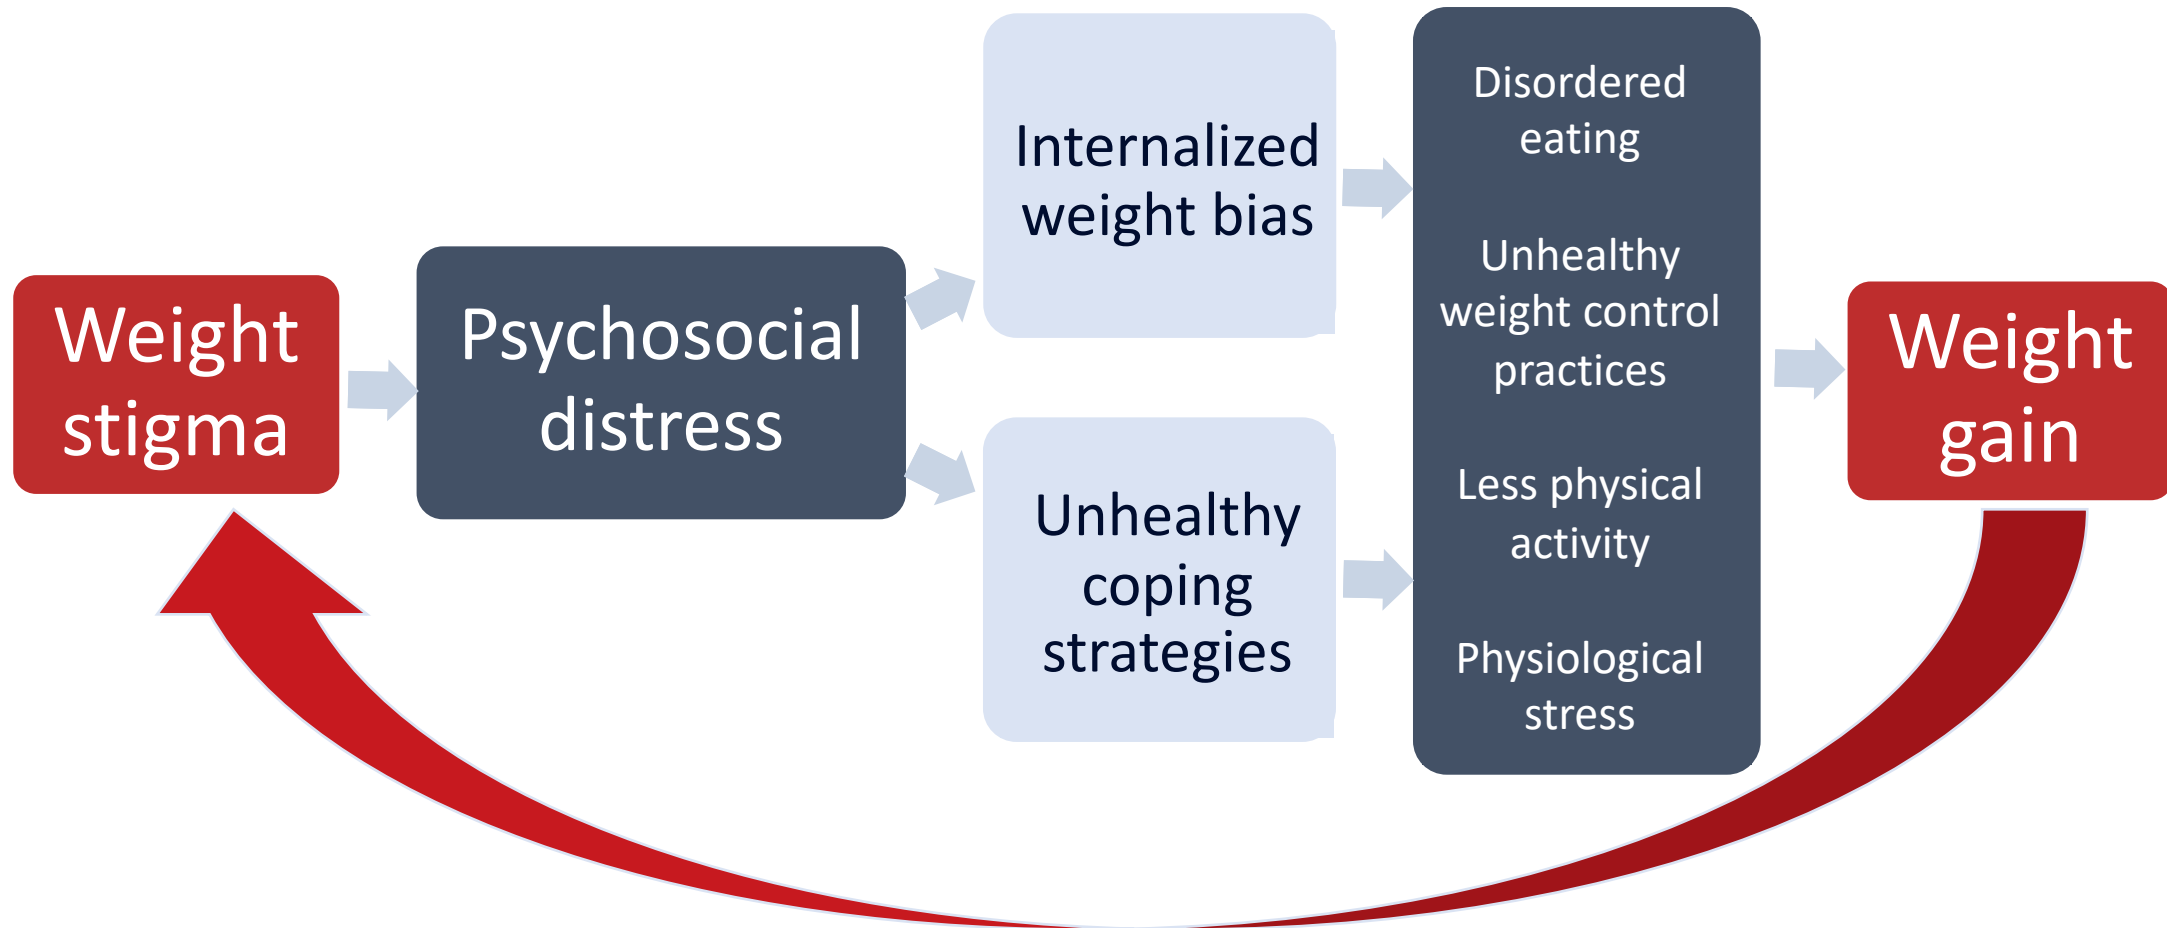 Weight
stigma
Psychosocial
distress
Internalized
weight bias
Unhealthy
coping
strategies
Disordered
eating
Unhealthy
weight control
practices
Less physical
activity
Physiological
stress
Weight
gain